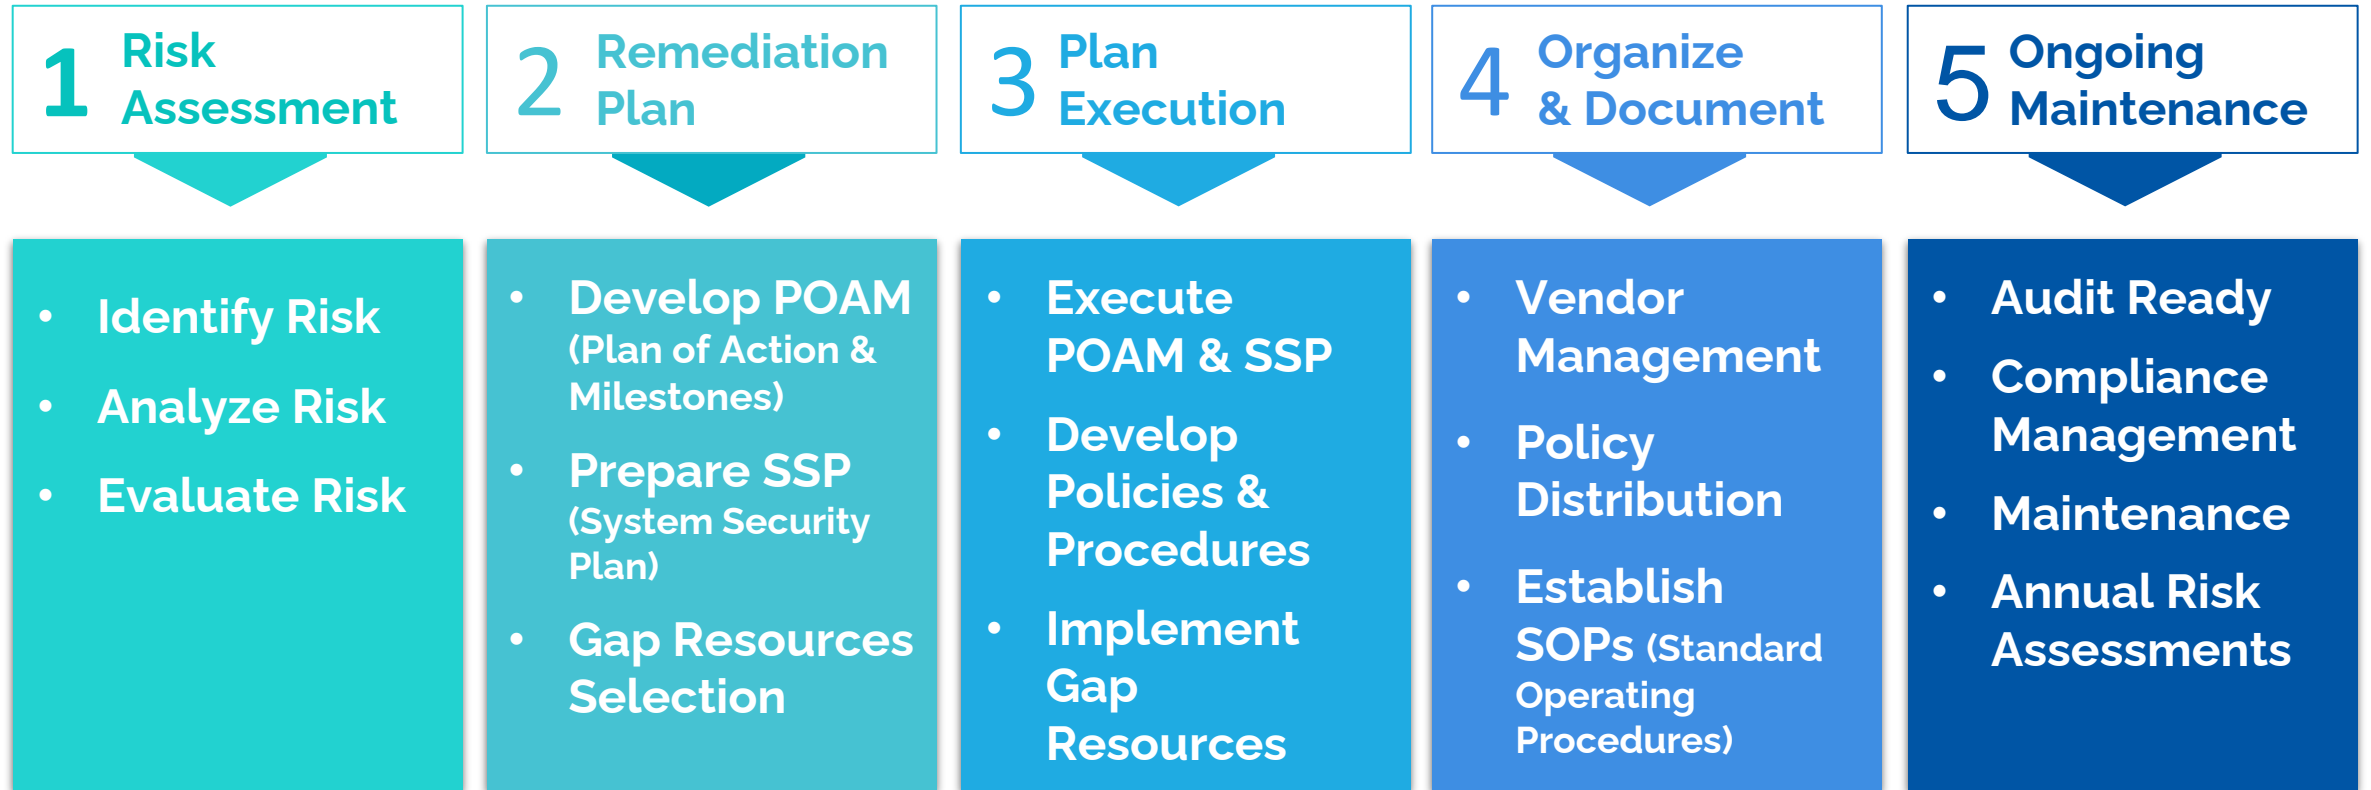 1 Risk
Assessment
2 Remediation
Plan
3 Plan
Execution
4 Organize
& Document
5 Ongoing
Maintenance
• Identify Risk
• Analyze Risk
• Evaluate Risk
• Develop POAM
(Plan of Action &
Milestones)
• Prepare SSP
(System Security
Plan)
• Gap Resources
Selection
• Execute
POAM & SSP
• Develop
Policies &
Procedures
• Implement
Gap
Resources
• Vendor
Management
• Policy
Distribution
• Establish
SOPs (Standard
Operating
Procedures)
• Audit Ready
• Compliance
Management
• Maintenance
• Annual Risk
Assessments